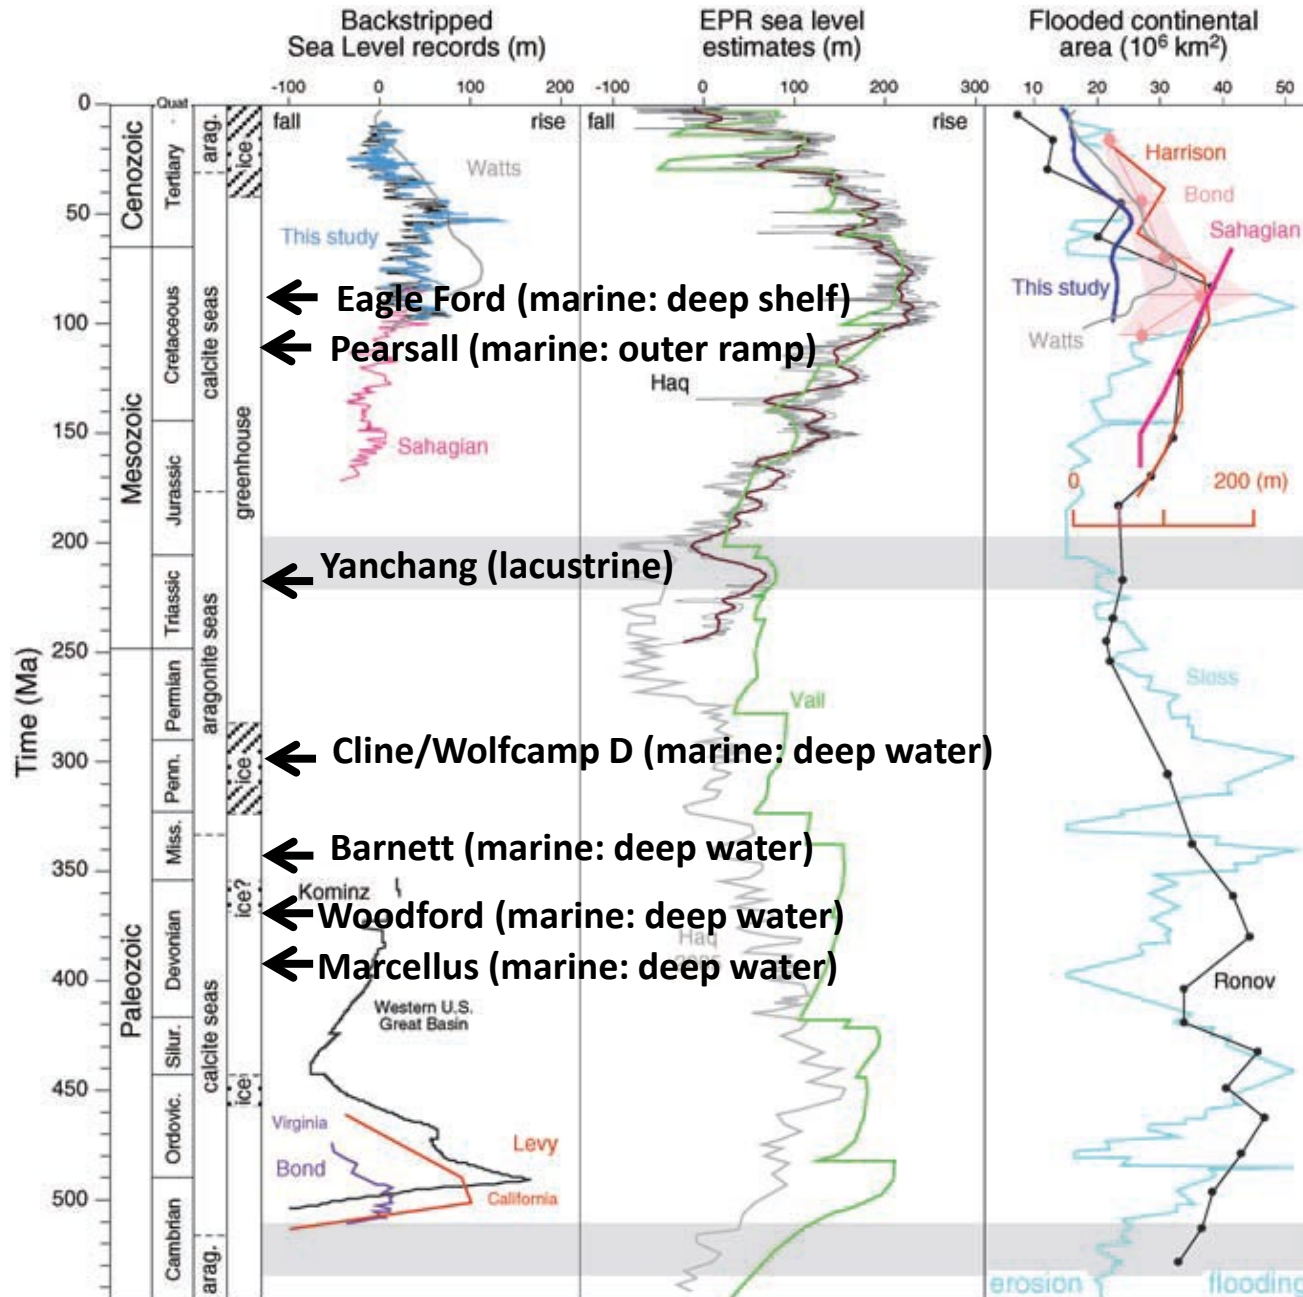 Backstripped
Sea Level records (m)
EPR sea level
estimates (m)
Flooded continental
area (10⁶ km²)
-100 0 100 200
-100 0 100 200 300
10 20 30 40 50
fall rise
fall rise
Time (Ma)
0
50
100
150
200
250
300
350
400
450
500
Cenozoic
Mesozoic
Paleozoic
Quat
Tertiary
Cretaceous
Jurassic
Triassic
Permian
Penn.
Miss.
Devonian
Silur.
Ordovic.
Cambrian
arag.
calcite seas
aragonite seas
calcite seas
arag.
ice
greenhouse
ice
ice?
ice
Watts
This study
Eagle Ford (marine: deep shelf)
Pearsall (marine: outer ramp)
Haq
Sahagian
Yanchang (lacustrine)
Vail
Cline/Wolfcamp D (marine: deep water)
Barnett (marine: deep water)
Kominz
Woodford (marine: deep water)
Haq
Marcellus (marine: deep water)
Western U.S.
Great Basin
Virginia
Bond
Levy
California
Harrison
Bond
Sahagian
This study
Watts
0 200 (m)
Sloss
Ronov
erosion flooding